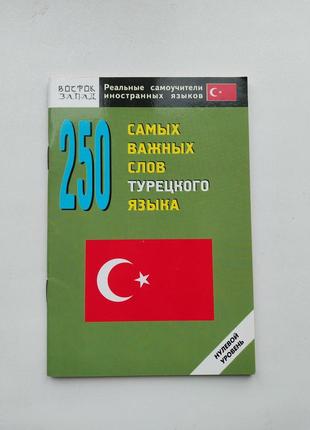 ВОСТОК
ЗАПАД
Реальные самоучители
иностранных языков
250
САМЫХ
ВАЖНЫХ
СЛОВ
ТУРЕЦКОГО
ЯЗЫКА
НУЛЕВОЙ
УРОВЕНЬ